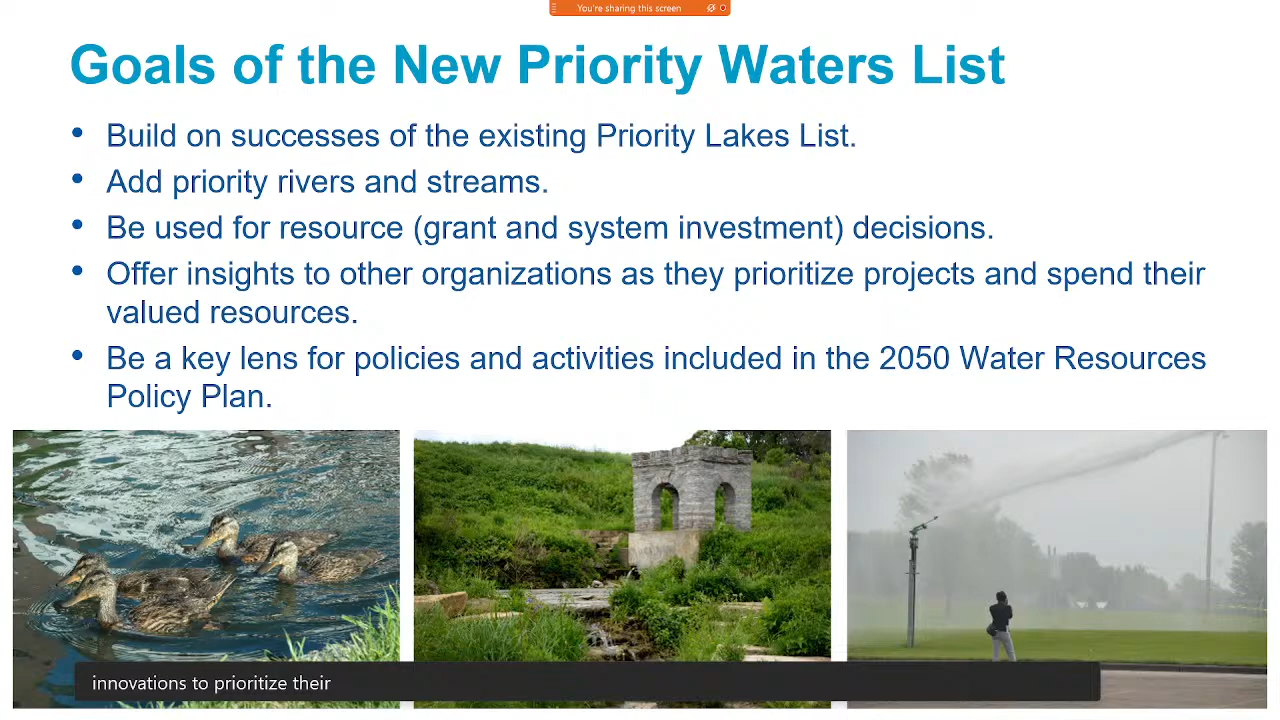 You're sharing this screen
Goals of the New Priority Waters List
• Build on successes of the existing Priority Lakes List.
• Add priority rivers and streams.
• Be used for resource (grant and system investment) decisions.
• Offer insights to other organizations as they prioritize projects and spend their
valued resources.
• Be a key lens for policies and activities included in the 2050 Water Resources
Policy Plan.
innovations to prioritize their